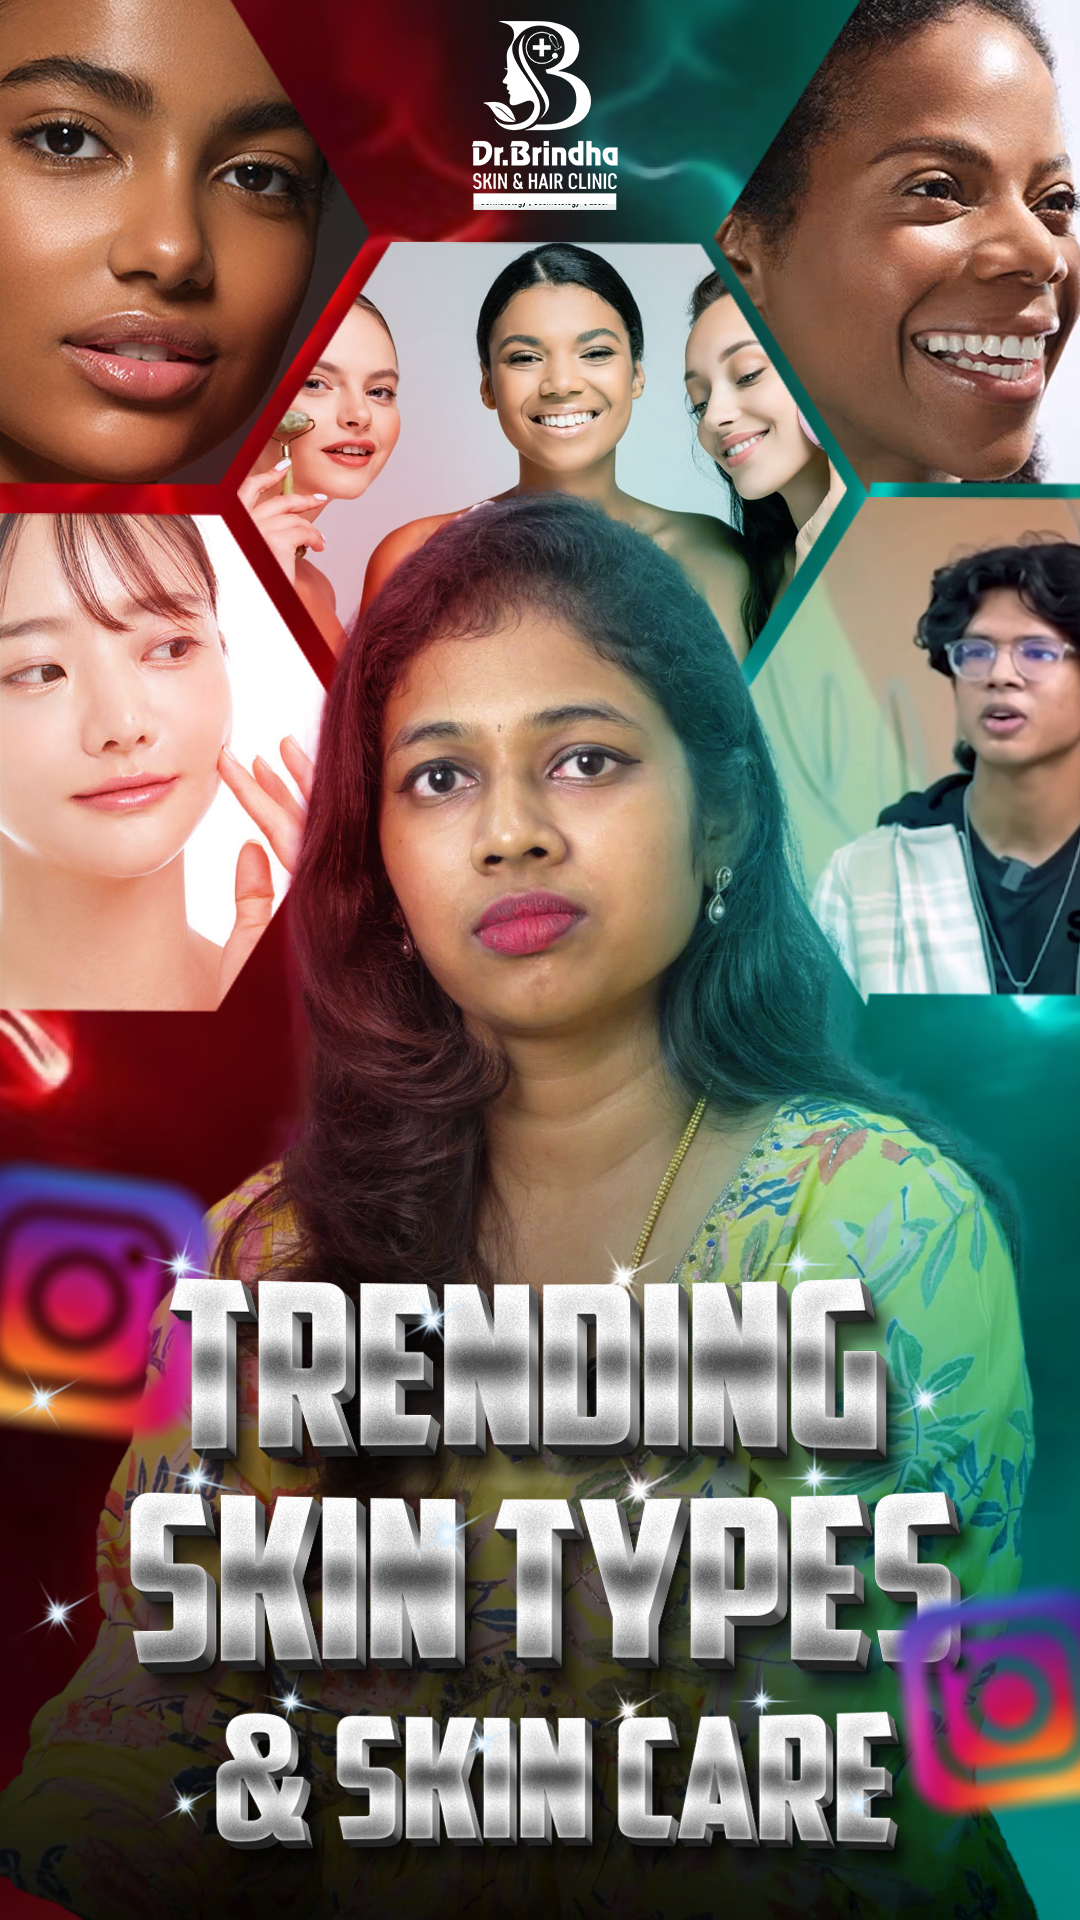 Dr.Brindha
SKIN & HAIR CLINIC
TRENDING
SKIN TYPES
& SKIN CARE